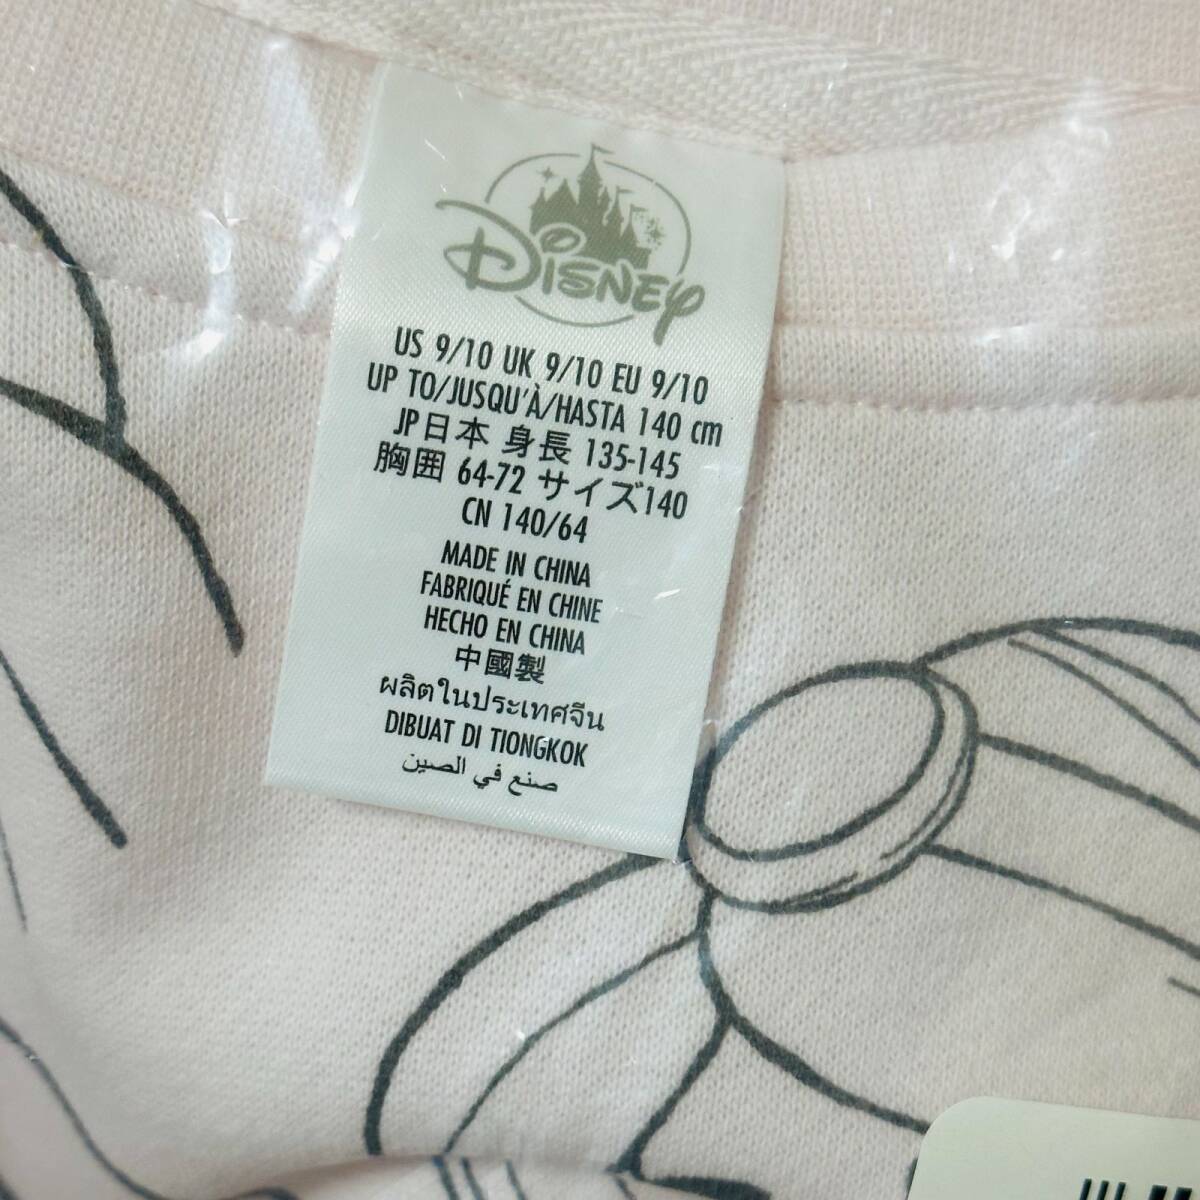 Disney
US 9/10 UK 9/10 EU 9/10
UP TO/JUSQU'À/HASTA 140 cm
JP日本 身長 135-145
胸囲 64-72 サイズ140
CN 140/64
MADE IN CHINA
FABRIQUÉ EN CHINE
HECHO EN CHINA
中國製
ผลิตในประเทศจีน
DIBUAT DI TIONGKOK
صنع في الصين